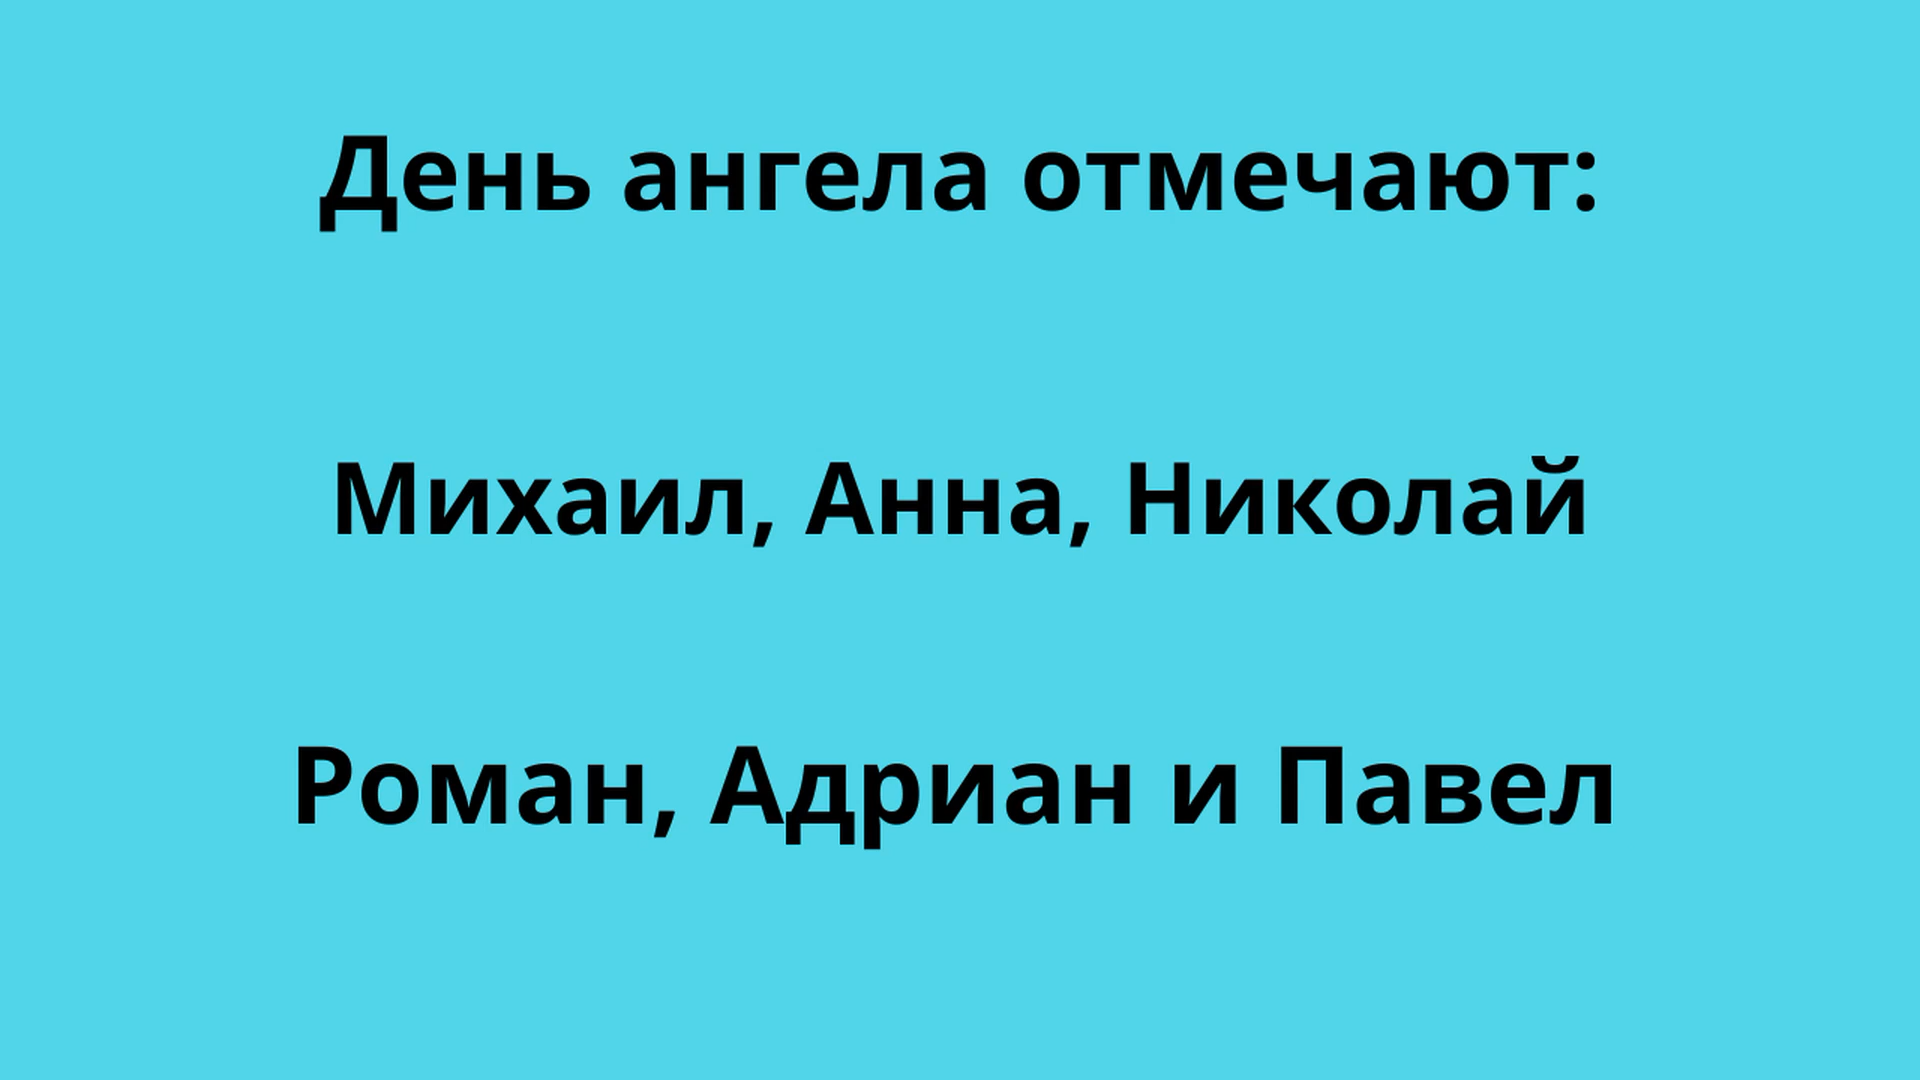 День ангела отмечают:
Михаил, Анна, Николай
Роман, Адриан и Павел